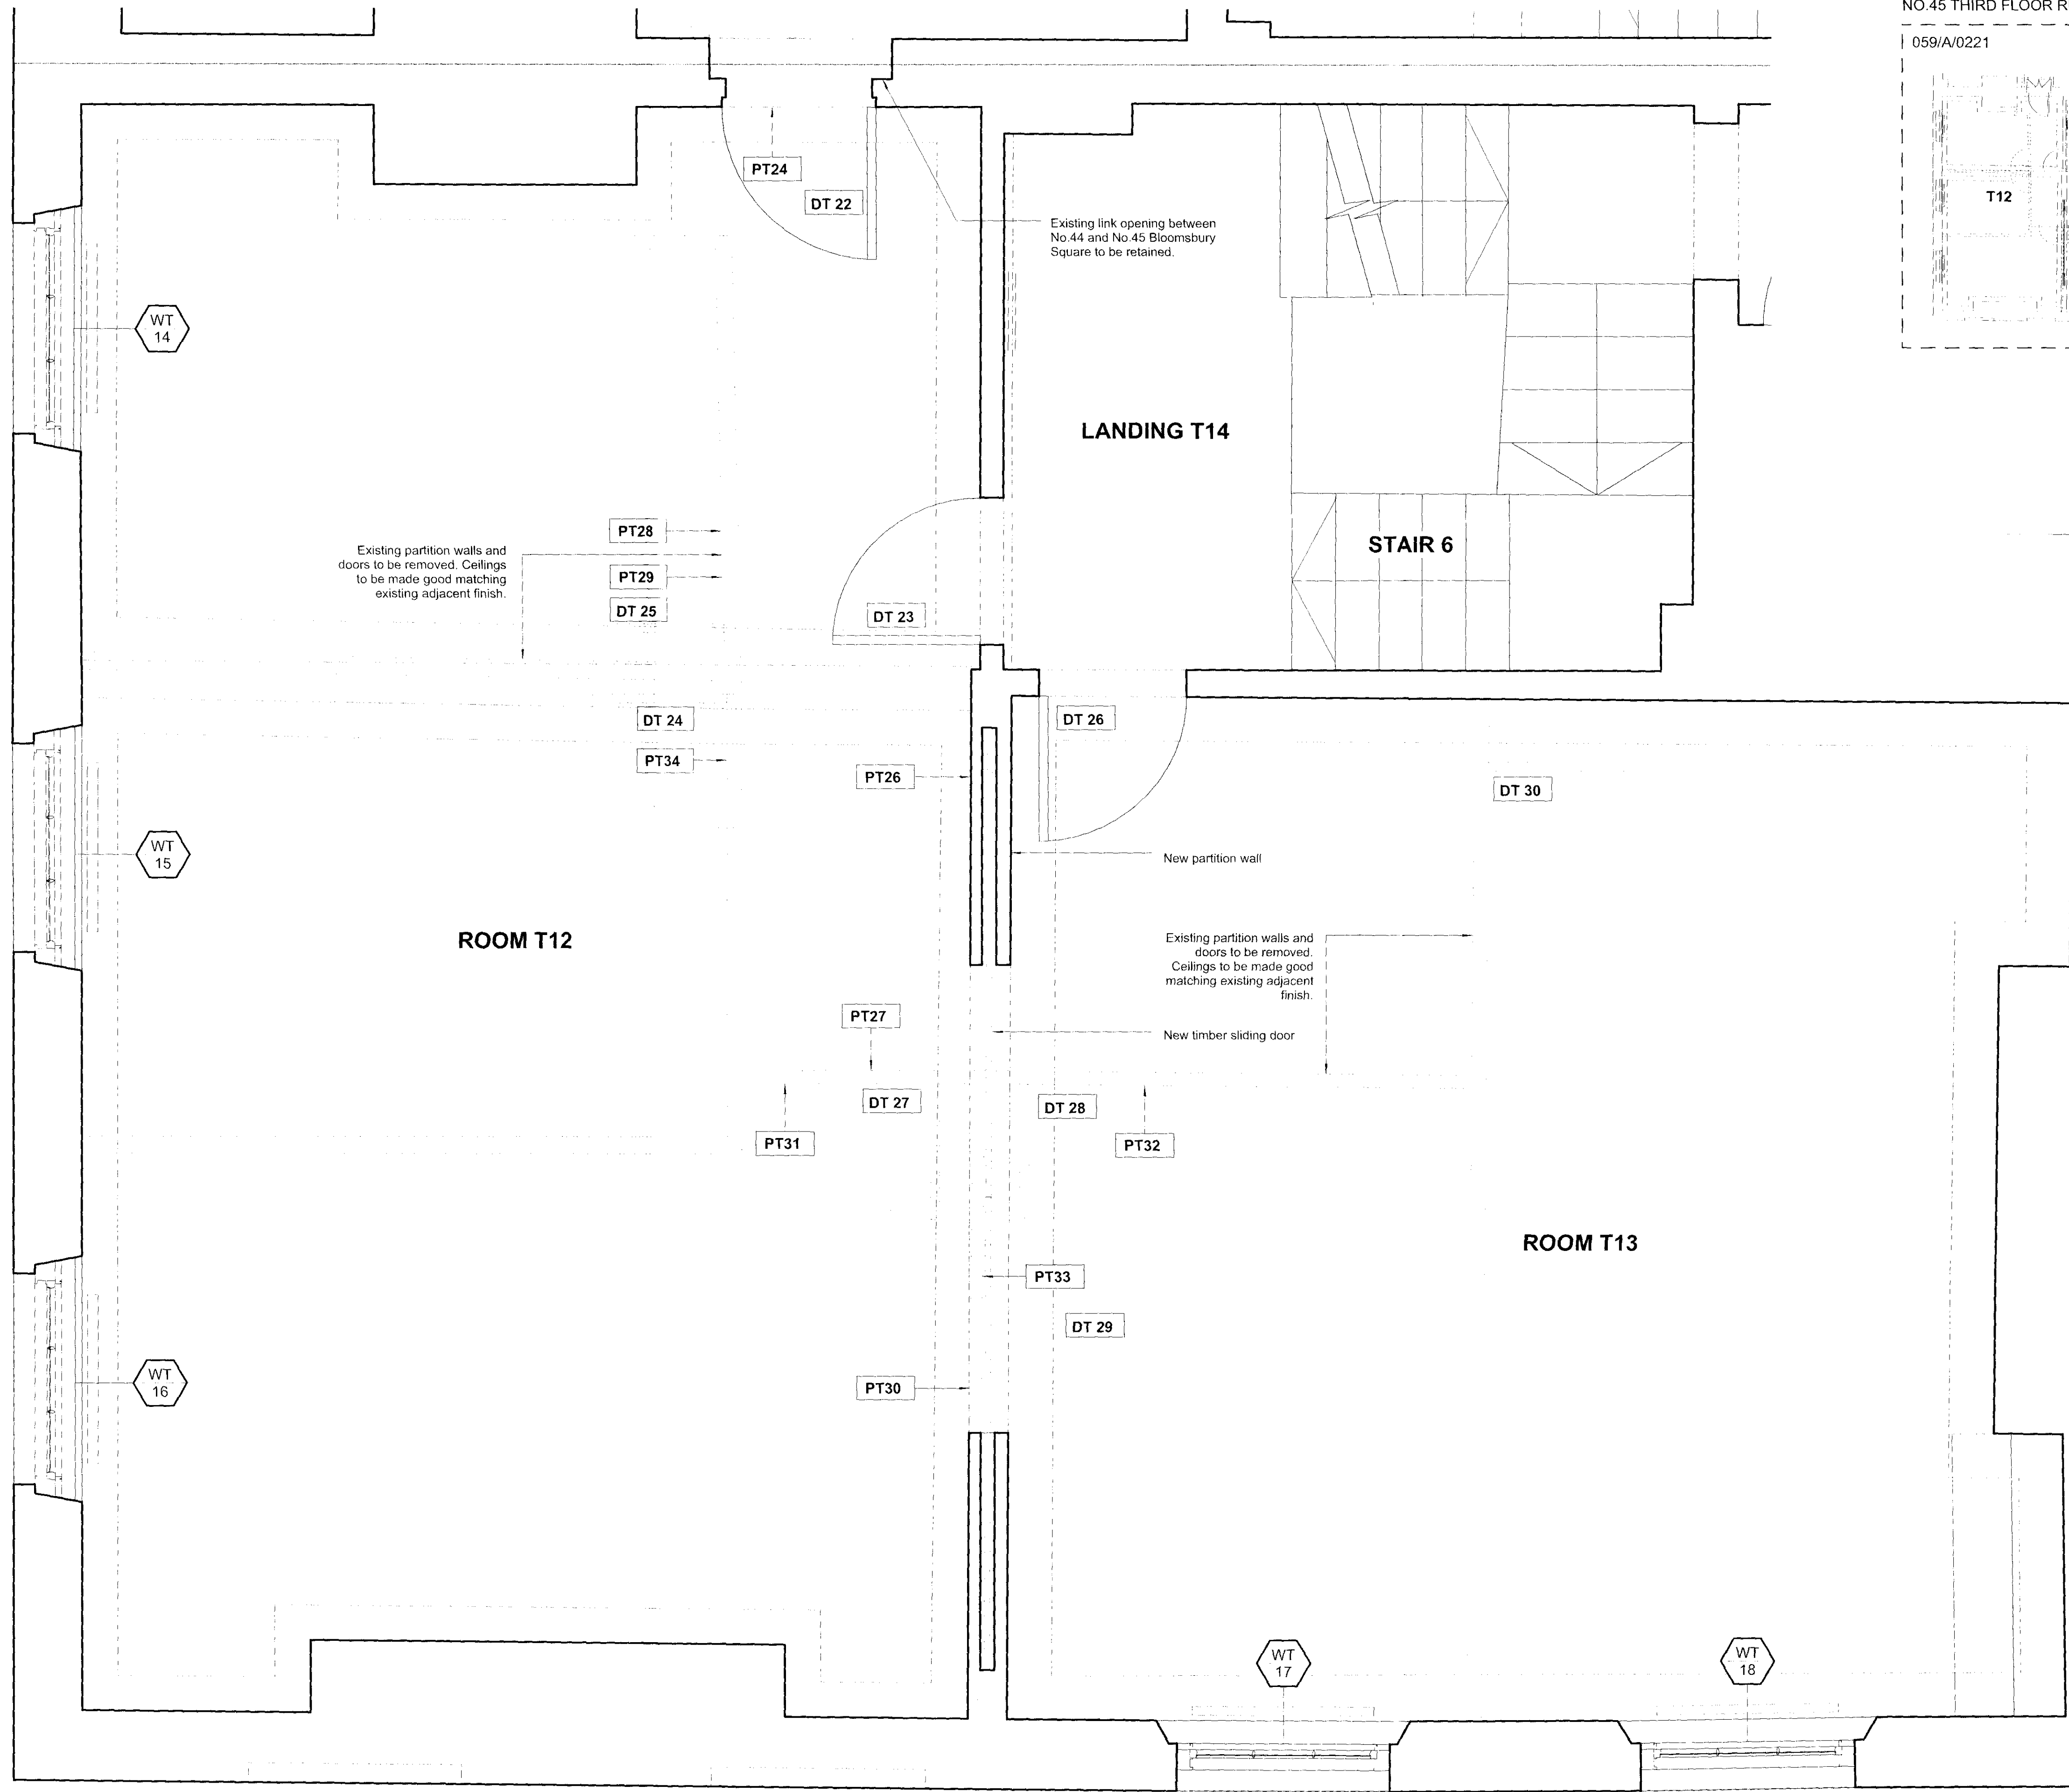 NO.45 THIRD FLOOR R
059/A/0221
T12
PT24
DT 22
Existing link opening between
No.44 and No.45 Bloomsbury
Square to be retained.
WT
14
LANDING T14
STAIR 6
PT28
Existing partition walls and
doors to be removed. Ceilings
to be made good matching
existing adjacent finish.
PT29
DT 25
DT 23
DT 24
DT 26
PT34
PT26
DT 30
WT
15
New partition wall
ROOM T12
Existing partition walls and
doors to be removed.
Ceilings to be made good
matching existing adjacent
finish.
PT27
New timber sliding door
DT 27
DT 28
PT31
PT32
ROOM T13
PT33
DT 29
WT
16
PT30
WT
17
WT
18